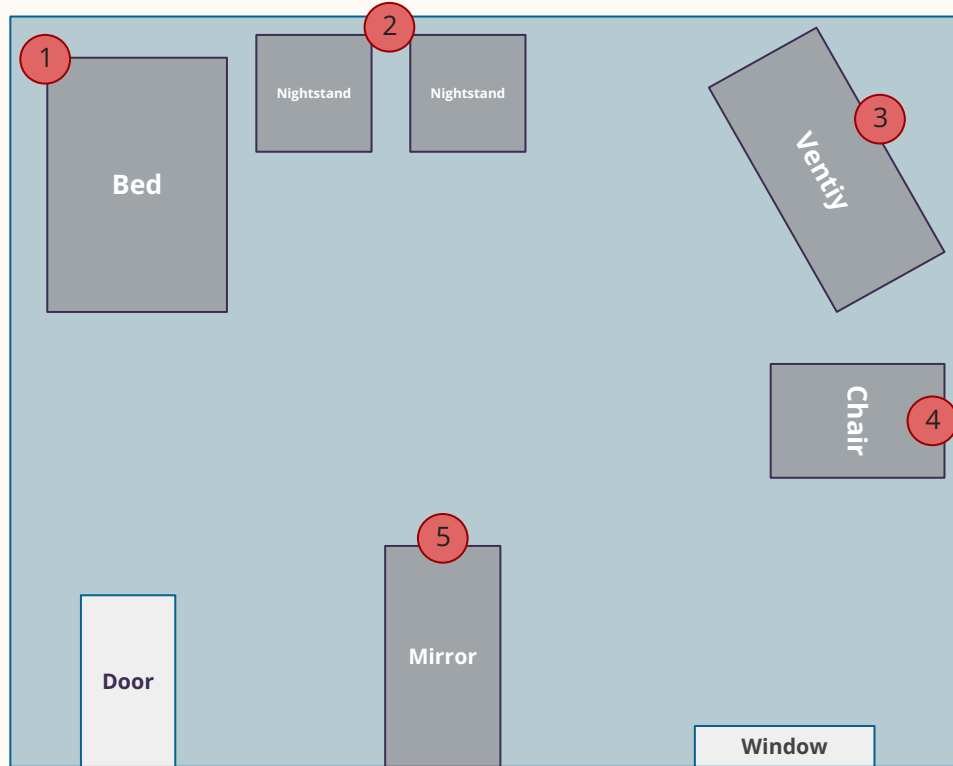 1
2
Nightstand
Nightstand
3
Bed
Ventiy
Chair
4
5
Mirror
Door
Window